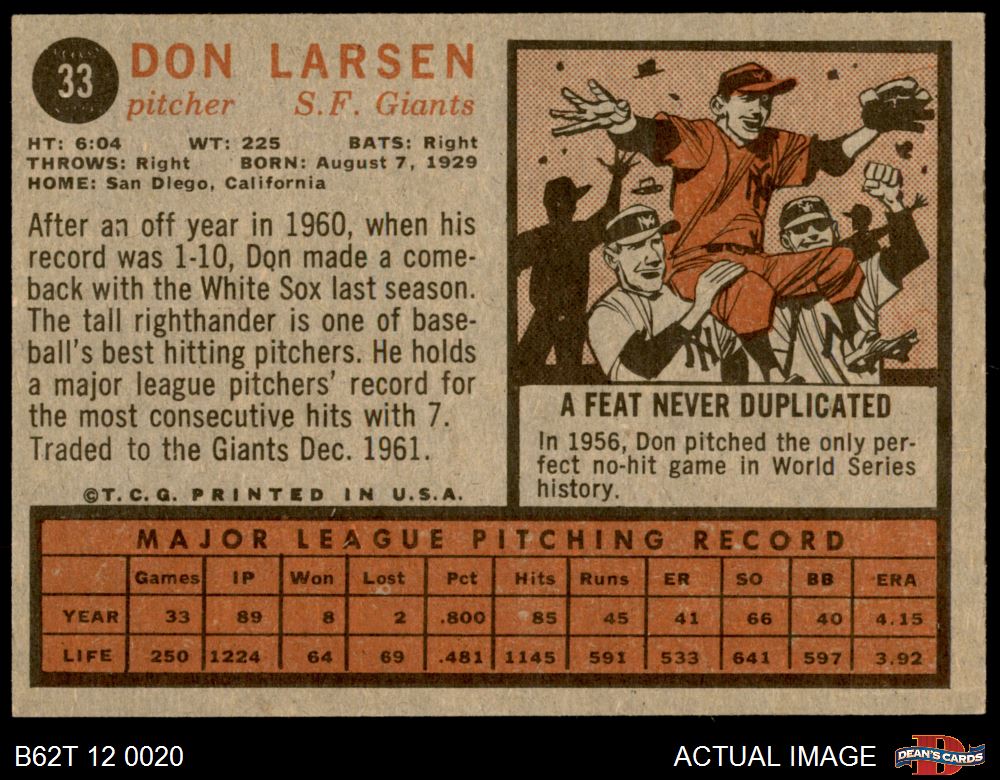 33
DON LARSEN
pitcher S.F. Giants
HT: 6:04 WT: 225 BATS: Right
THROWS: Right BORN: August 7, 1929
HOME: San Diego, California
After an off year in 1960, when his
record was 1-10, Don made a come-
back with the White Sox last season.
The tall righthander is one of base-
ball's best hitting pitchers. He holds
a major league pitchers' record for
the most consecutive hits with 7.
Traded to the Giants Dec. 1961.
©T.C.G. PRINTED IN U.S.A.
NY
NY
NY
N
A FEAT NEVER DUPLICATED
In 1956, Don pitched the only per-
fect no-hit game in World Series
history.
MAJOR LEAGUE PITCHING RECORD
Games IP Won Lost Pct Hits Runs ER SO BB ERA
YEAR 33 89 8 2 .800 85 45 41 66 40 4.15
LIFE 250 1224 64 69 .481 1145 591 533 641 597 3.92
B62T 12 0020
ACTUAL IMAGE
D
DEAN'S CARDS